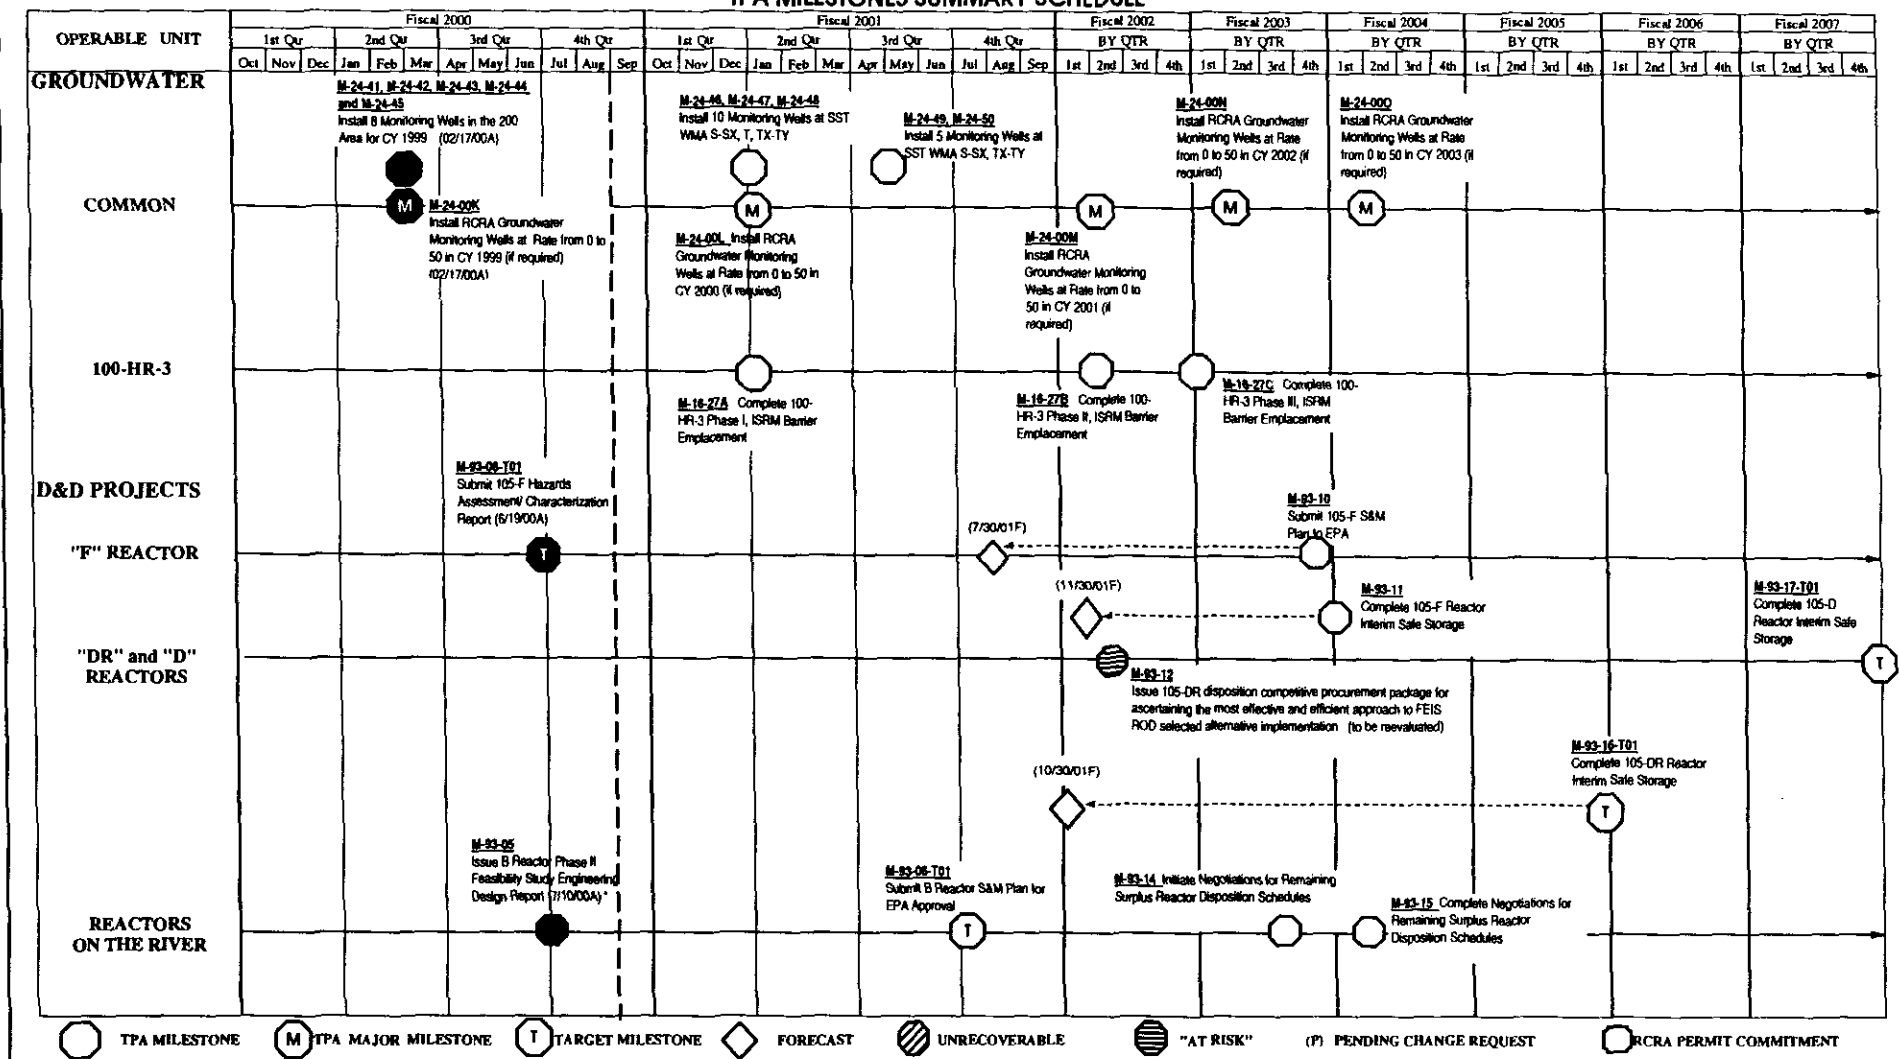 TPA MILESTONES SUMMARY SCHEDULE
OPERABLE UNIT
Fiscal 2000
Fiscal 2001
Fiscal 2002
Fiscal 2003
Fiscal 2004
Fiscal 2005
Fiscal 2006
Fiscal 2007
1st Qtr 2nd Qtr 3rd Qtr 4th Qtr 1st Qtr 2nd Qtr 3rd Qtr 4th Qtr BY QTR BY QTR BY QTR BY QTR BY QTR BY QTR
Oct Nov Dec Jan Feb Mar Apr May Jun Jul Aug Sep Oct Nov Dec Jan Feb Mar Apr May Jun Jul Aug Sep 1st 2nd 3rd 4th 1st 2nd 3rd 4th 1st 2nd 3rd 4th 1st 2nd 3rd 4th 1st 2nd 3rd 4th 1st 2nd 3rd 4th
GROUNDWATER
M-24-41, M-24-42, M-24-43, M-24-44
and M-24-45
Install 8 Monitoring Wells in the 200
Area for CY 1999 (02/17/00A)
M-24-46, M-24-47, M-24-48
Install 10 Monitoring Wells at SST
WMA S-SX, T, TX-TY
M-24-49, M-24-50
Install 5 Monitoring Wells at
SST WMA S-SX, TX-TY
M-24-00N
Install RCRA Groundwater
Monitoring Wells at Rate
from 0 to 50 in CY 2002 (if
required)
M-24-00O
Install RCRA Groundwater
Monitoring Wells at Rate
from 0 to 50 in CY 2003 (if
required)
COMMON
M
M
M
M
M
M-24-00K
Install RCRA Groundwater
Monitoring Wells at Rate from 0 to
50 in CY 1999 (if required)
(02/17/00A)
M-24-00L Install RCRA
Groundwater Monitoring
Wells at Rate from 0 to 50 in
CY 2000 (if required)
M-24-00M
Install RCRA
Groundwater Monitoring
Wells at Rate from 0 to
50 in CY 2001 (if
required)
100-HR-3
M-16-27A Complete 100-
HR-3 Phase I, ISRM Barrier
Emplacement
M-16-27B Complete 100-
HR-3 Phase II, ISRM Barrier
Emplacement
M-16-27C Complete 100-
HR-3 Phase III, ISRM
Barrier Emplacement
D&D PROJECTS
M-93-06-T01
Submit 105-F Hazards
Assessment/ Characterization
Report (6/19/00A)
M-93-10
Submit 105-F S&M
Plan to EPA
"F" REACTOR
T
(7/30/01F)
(11/30/01F)
M-93-11
Complete 105-F Reactor
Interim Safe Storage
M-93-17-T01
Complete 105-D
Reactor Interim Safe
Storage
"DR" and "D"
REACTORS
T
M-93-12
Issue 105-DR disposition competitive procurement package for
ascertaining the most effective and efficient approach to FEIS
ROD selected alternative implementation (to be reevaluated)
(10/30/01F)
M-93-16-T01
Complete 105-DR Reactor
Interim Safe Storage
T
M-93-05
Issue B Reactor Phase II
Feasibility Study Engineering
Design Report (7/10/00A)*
M-93-08-T01
Submit B Reactor S&M Plan for
EPA Approval
M-93-14 Initiate Negotiations for Remaining
Surplus Reactor Disposition Schedules
M-93-15 Complete Negotiations for
Remaining Surplus Reactor
Disposition Schedules
REACTORS
ON THE RIVER
T
TPA MILESTONE
M TPA MAJOR MILESTONE
T TARGET MILESTONE
FORECAST
UNRECOVERABLE
"AT RISK"
(P) PENDING CHANGE REQUEST
RCRA PERMIT COMMITMENT